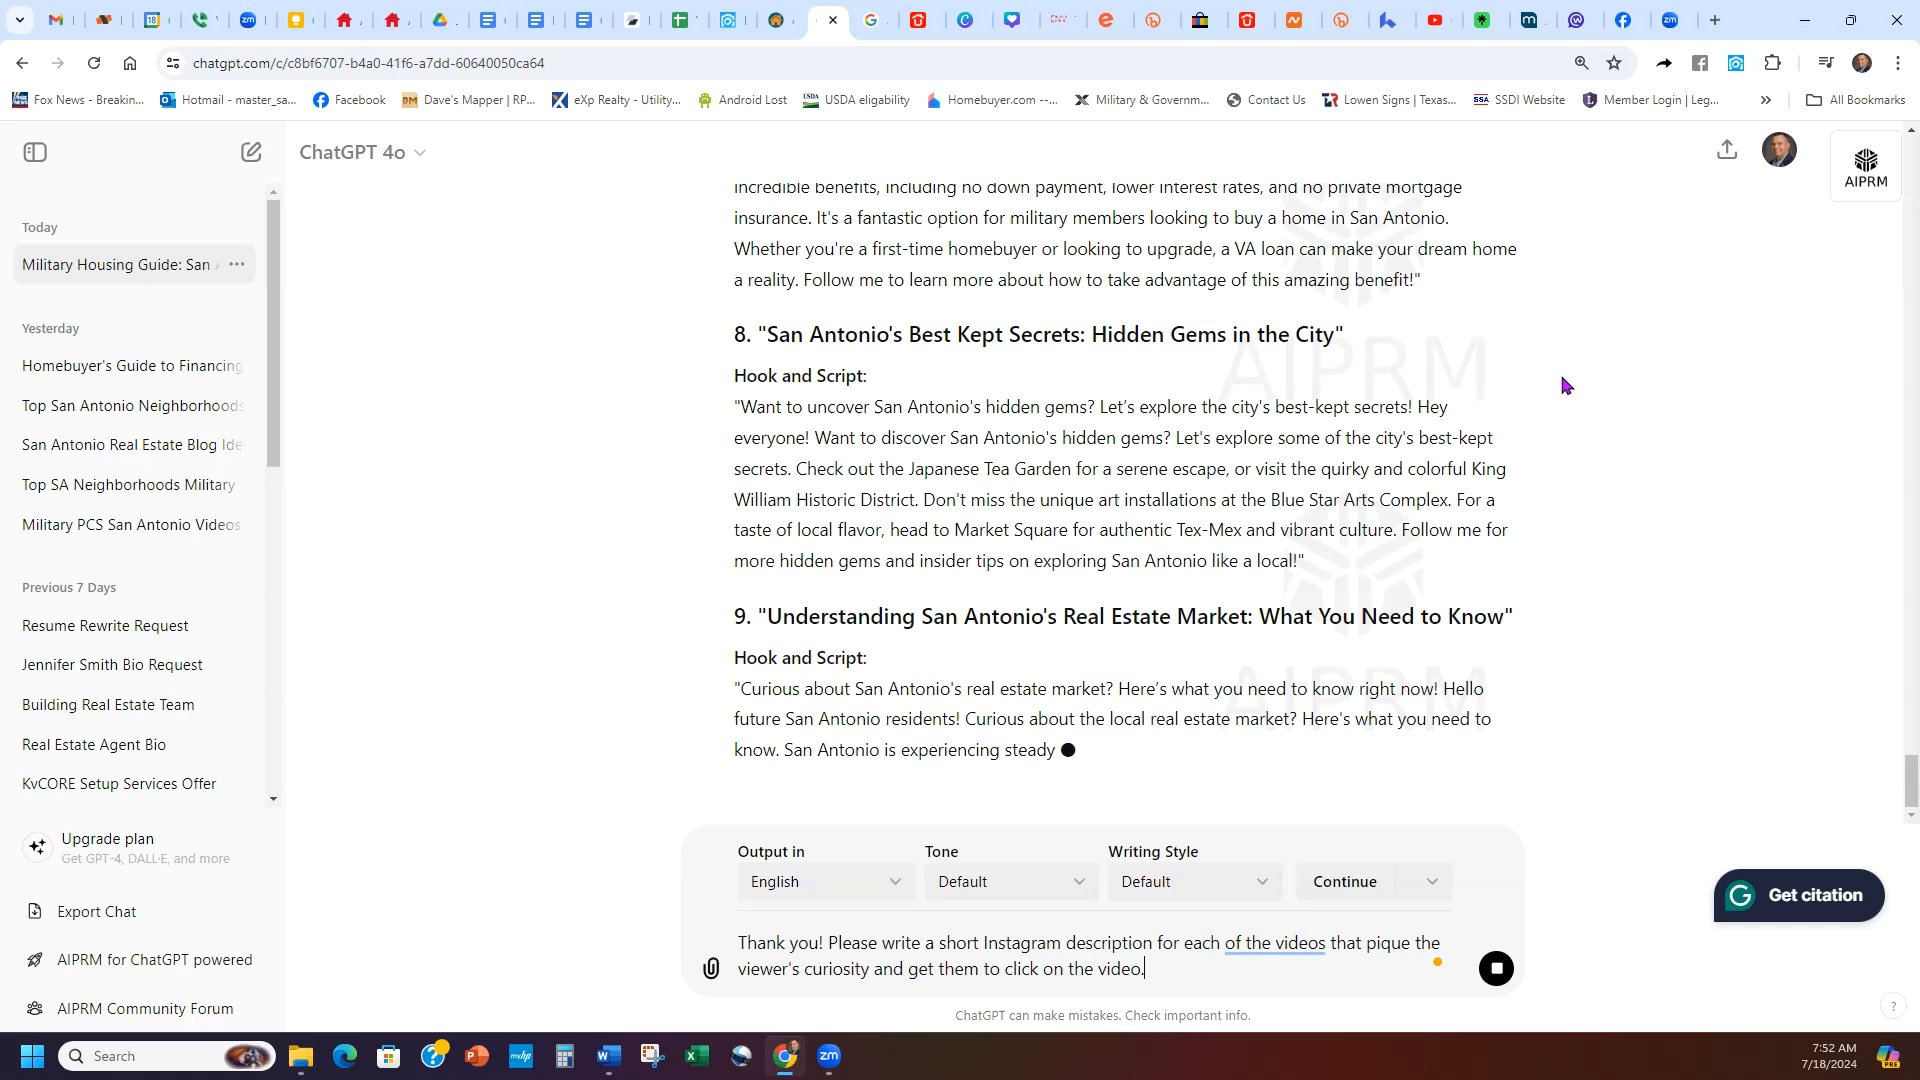 chatgpt.com/c/c8bf6707-b4a0-41f6-a7dd-60640050ca64
Fox News - Breakin...
Hotmail - master_sa...
Facebook
Dave's Mapper | RP...
eXp Realty - Utility...
Android Lost
USDA eligibility
Homebuyer.com --...
Military & Governm...
Contact Us
Lowen Signs | Texas...
SSDI Website
Member Login | Leg...
All Bookmarks
ChatGPT 4o
AIPRM
Today
Military Housing Guide: San
Yesterday
Homebuyer's Guide to Financing
Top San Antonio Neighborhoods
San Antonio Real Estate Blog Ide
Top SA Neighborhoods Military
Military PCS San Antonio Videos
Previous 7 Days
Resume Rewrite Request
Jennifer Smith Bio Request
Building Real Estate Team
Real Estate Agent Bio
KvCORE Setup Services Offer
Upgrade plan
Get GPT-4, DALL·E, and more
Export Chat
AIPRM for ChatGPT powered
AIPRM Community Forum
incredible benefits, including no down payment, lower interest rates, and no private mortgage
insurance. It's a fantastic option for military members looking to buy a home in San Antonio.
Whether you're a first-time homebuyer or looking to upgrade, a VA loan can make your dream home
a reality. Follow me to learn more about how to take advantage of this amazing benefit!"
8. "San Antonio's Best Kept Secrets: Hidden Gems in the City"
Hook and Script:
"Want to uncover San Antonio's hidden gems? Let’s explore the city's best-kept secrets! Hey
everyone! Want to discover San Antonio's hidden gems? Let's explore some of the city's best-kept
secrets. Check out the Japanese Tea Garden for a serene escape, or visit the quirky and colorful King
William Historic District. Don't miss the unique art installations at the Blue Star Arts Complex. For a
taste of local flavor, head to Market Square for authentic Tex-Mex and vibrant culture. Follow me for
more hidden gems and insider tips on exploring San Antonio like a local!"
9. "Understanding San Antonio's Real Estate Market: What You Need to Know"
Hook and Script:
"Curious about San Antonio's real estate market? Here’s what you need to know right now! Hello
future San Antonio residents! Curious about the local real estate market? Here's what you need to
know. San Antonio is experiencing steady
AIPRM
AIPRM
Output in
Tone
Writing Style
English
Default
Default
Continue
Thank you! Please write a short Instagram description for each of the videos that pique the
viewer's curiosity and get them to click on the video.
Get citation
ChatGPT can make mistakes. Check important info.
?
Search
7:52 AM
7/18/2024